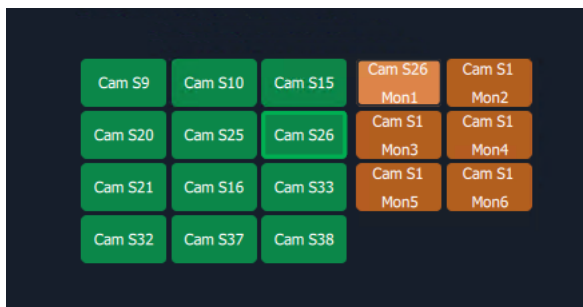 Cam S9
Cam S10
Cam S15
Cam S26
Mon1
Cam S1
Mon2
Cam S20
Cam S25
Cam S26
Cam S1
Mon3
Cam S1
Mon4
Cam S21
Cam S16
Cam S33
Cam S1
Mon5
Cam S1
Mon6
Cam S32
Cam S37
Cam S38